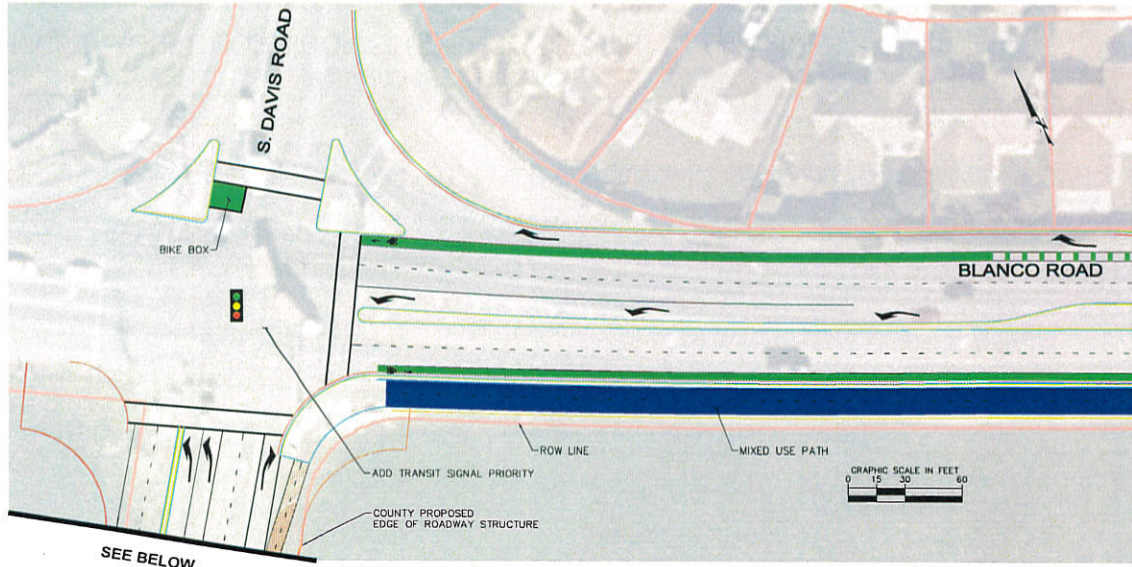 S. DAVIS ROAD
BIKE BOX
BLANCO ROAD
ROW LINE
MIXED USE PATH
ADD TRANSIT SIGNAL PRIORITY
GRAPHIC SCALE IN FEET
0 15 30 60
COUNTY PROPOSED
EDGE OF ROADWAY STRUCTURE
SEE BELOW